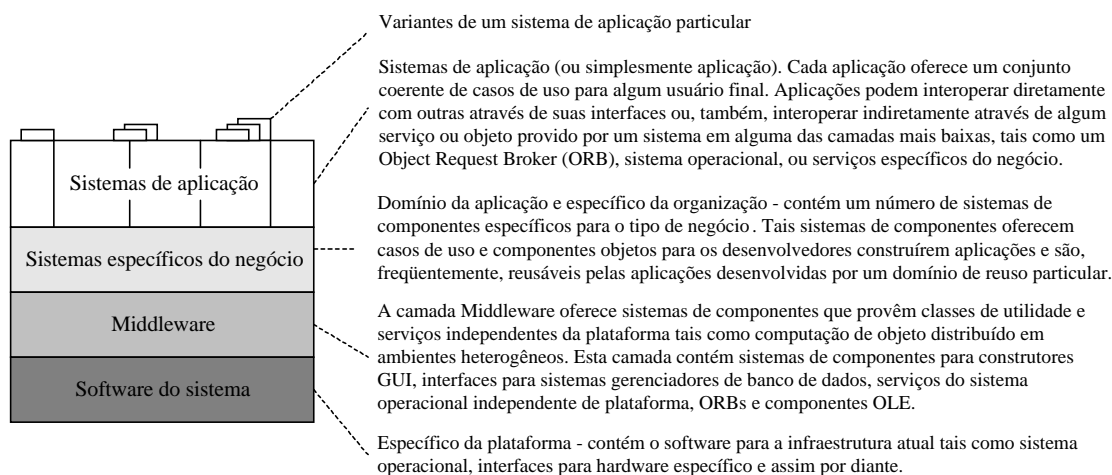 Variantes de um sistema de aplicação particular
Sistemas de aplicação (ou simplesmente aplicação). Cada aplicação oferece um conjunto
coerente de casos de uso para algum usuário final. Aplicações podem interoperar diretamente
com outras através de suas interfaces ou, também, interoperar indiretamente através de algum
serviço ou objeto provido por um sistema em alguma das camadas mais baixas, tais como um
Object Request Broker (ORB), sistema operacional, ou serviços específicos do negócio.
Sistemas de aplicação
Domínio da aplicação e específico da organização - contém um número de sistemas de
componentes específicos para o tipo de negócio. Tais sistemas de componentes oferecem
casos de uso e componentes objetos para os desenvolvedores construírem aplicações e são,
freqüentemente, reusáveis pelas aplicações desenvolvidas por um domínio de reuso particular.
Sistemas específicos do negócio
A camada Middleware oferece sistemas de componentes que provêm classes de utilidade e
serviços independentes da plataforma tais como computação de objeto distribuído em
ambientes heterogêneos. Esta camada contém sistemas de componentes para construtores
GUI, interfaces para sistemas gerenciadores de banco de dados, serviços do sistema
operacional independente de plataforma, ORBs e componentes OLE.
Middleware
Software do sistema
Específico da plataforma - contém o software para a infraestrutura atual tais como sistema
operacional, interfaces para hardware específico e assim por diante.